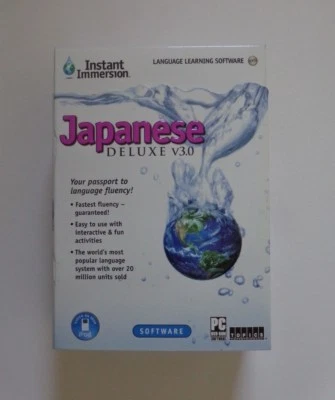 Instant
Immersion
LANGUAGE LEARNING SOFTWARE
Japanese
DELUXE v3.0
Your passport to
language fluency!
• Fastest fluency –
guaranteed!
• Easy to use with
interactive & fun
activities
• The world's most
popular language
system with over 20
million units sold
iPod
SOFTWARE
PC
TOPICS